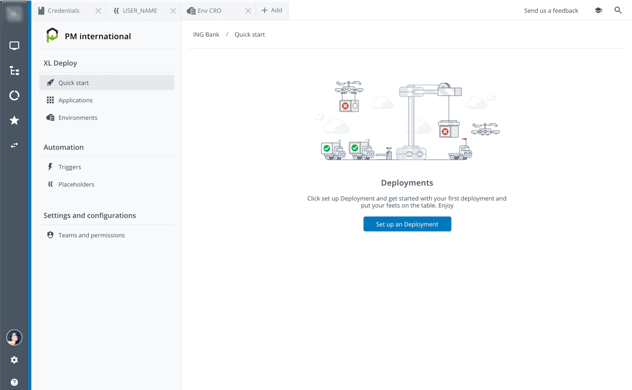 Credentials
USER_NAME
Env CRO
Add
Send us a feedback
PM international
XL Deploy
Quick start
Applications
Environments
Automation
Triggers
Placeholders
Settings and configurations
Teams and permissions
ING Bank / Quick start
Deployments
Click set up Deployment and get started with your first deployment and
put your feets on the table. Enjoy
Set up an Deployment